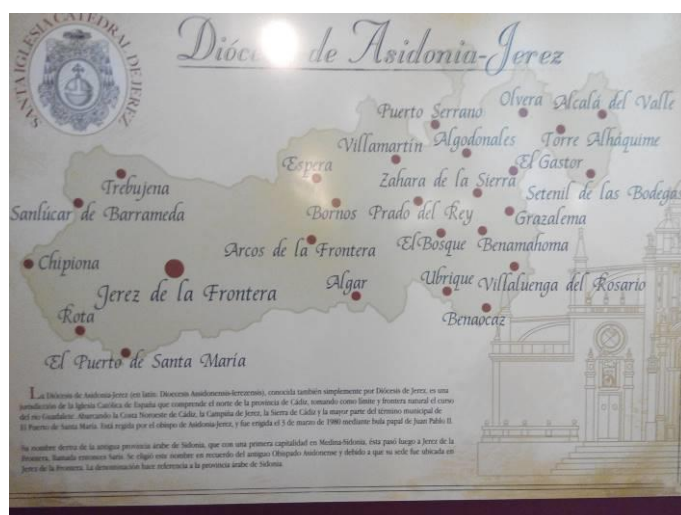 SANTA IGLESIA CATEDRAL DE JEREZ
Diócesis de Asidonia-Jerez
Olvera Alcalá del Valle
Puerto Serrano
Villamartín Algodonales Torre Alháquime
Espera El Gastor
Trebujena Zahara de la Sierra
Setenil de las Bodegas
Sanlúcar de Barrameda Bornos Prado del Rey Grazalema
Arcos de la Frontera El Bosque Benamahoma
Chipiona
Jerez de la Frontera Algar Ubrique Villaluenga del Rosario
Rota Benaocaz
El Puerto de Santa María
La Diócesis de Asidonia-Jerez (en latín: Dioecesis Assidonensis-Ierezensis), conocida también simplemente por Diócesis de Jerez, es una
jurisdicción de la Iglesia Católica de España que comprende el norte de la provincia de Cádiz, tomando como límite y frontera natural el curso
del río Guadalete. Abarcando la Costa Noroeste de Cádiz, la Campiña de Jerez, la Sierra de Cádiz y la mayor parte del término municipal de
El Puerto de Santa María. Está regida por el obispo de Asidonia-Jerez, y fue erigida el 3 de marzo de 1980 mediante bula papal de Juan Pablo II.
Su nombre deriva de la antigua provincia árabe de Sidonia, que con una primera capitalidad en Medina-Sidonia, ésta pasó luego a Jerez de la
Frontera, llamada entonces Saris. Se eligió este nombre en recuerdo del antiguo Obispado Asidonense y debido a que su sede fue ubicada en
Jerez de la Frontera. La denominación hace referencia a la provincia árabe de Sidonia.